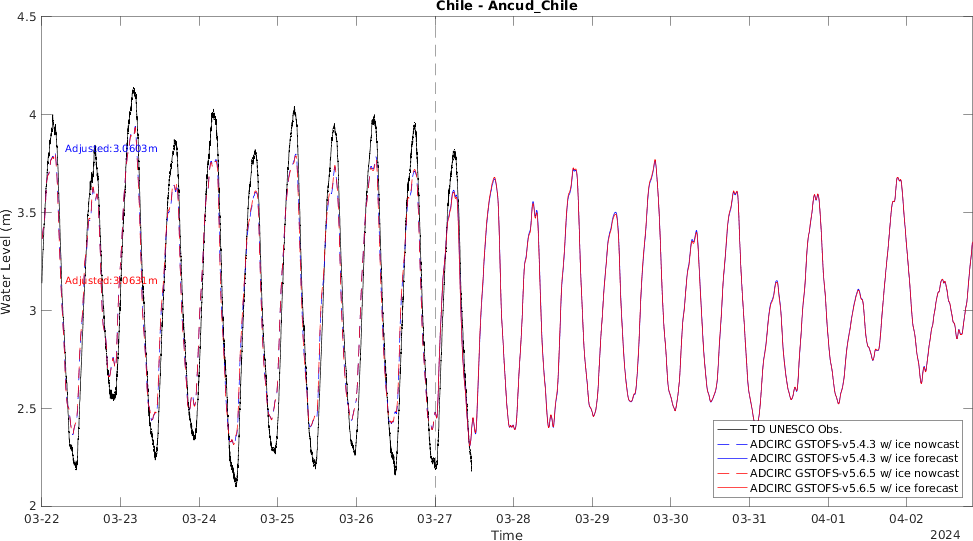 Chile - Ancud_Chile
4.5
4
3.5
3
2.5
2
Water Level (m)
Adjusted:3.0603m
Adjusted:3.0631m
TD UNESCO Obs.
ADCIRC GSTOFS-v5.4.3 w/ ice nowcast
ADCIRC GSTOFS-v5.4.3 w/ ice forecast
ADCIRC GSTOFS-v5.6.5 w/ ice nowcast
ADCIRC GSTOFS-v5.6.5 w/ ice forecast
03-22 03-23 03-24 03-25 03-26 03-27 03-28 03-29 03-30 03-31 04-01 04-02
Time
2024